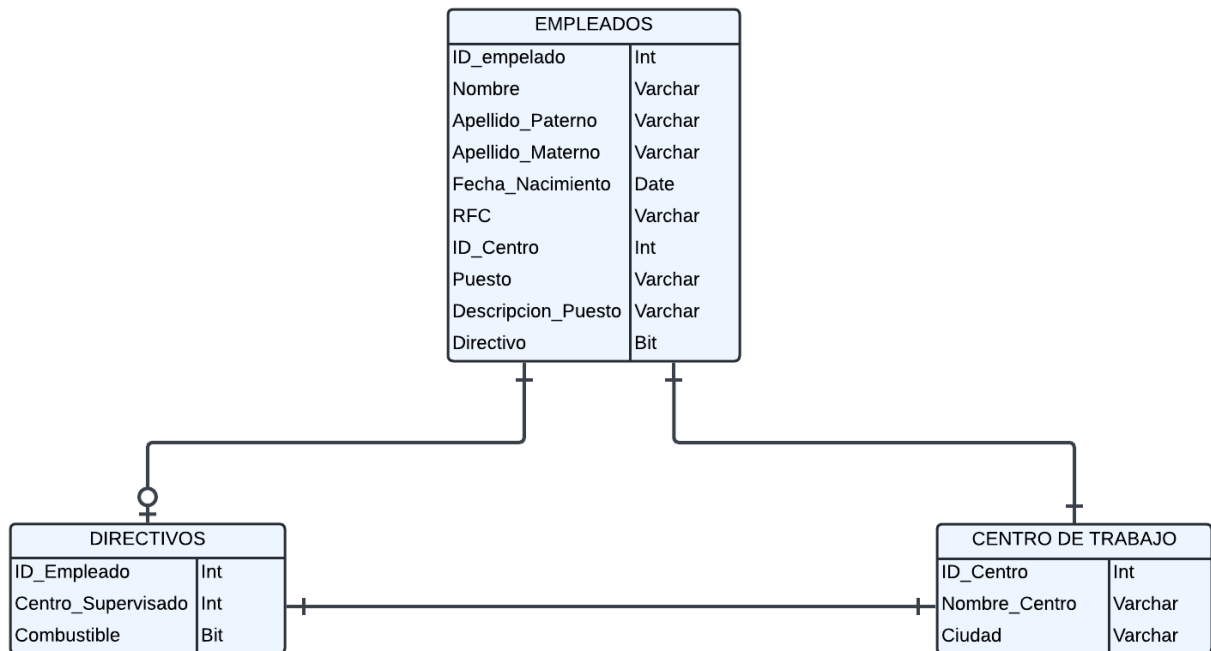 EMPLEADOS
ID_empelado Int
Nombre Varchar
Apellido_Paterno Varchar
Apellido_Materno Varchar
Fecha_Nacimiento Date
RFC Varchar
ID_Centro Int
Puesto Varchar
Descripcion_Puesto Varchar
Directivo Bit
DIRECTIVOS
ID_Empleado Int
Centro_Supervisado Int
Combustible Bit
CENTRO DE TRABAJO
ID_Centro Int
Nombre_Centro Varchar
Ciudad Varchar